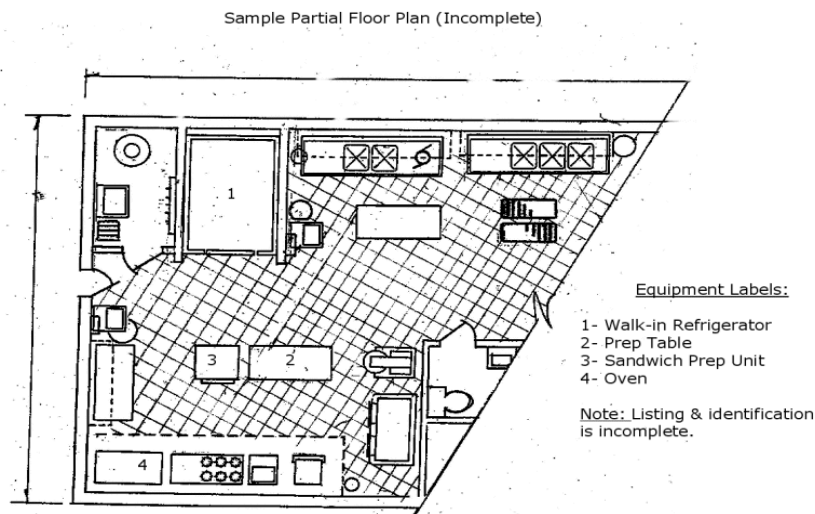 Sample Partial Floor Plan (Incomplete)
1
3
2
4
Equipment Labels:
1- Walk-in Refrigerator
2- Prep Table
3- Sandwich Prep Unit
4- Oven
Note: Listing & identification
is incomplete.